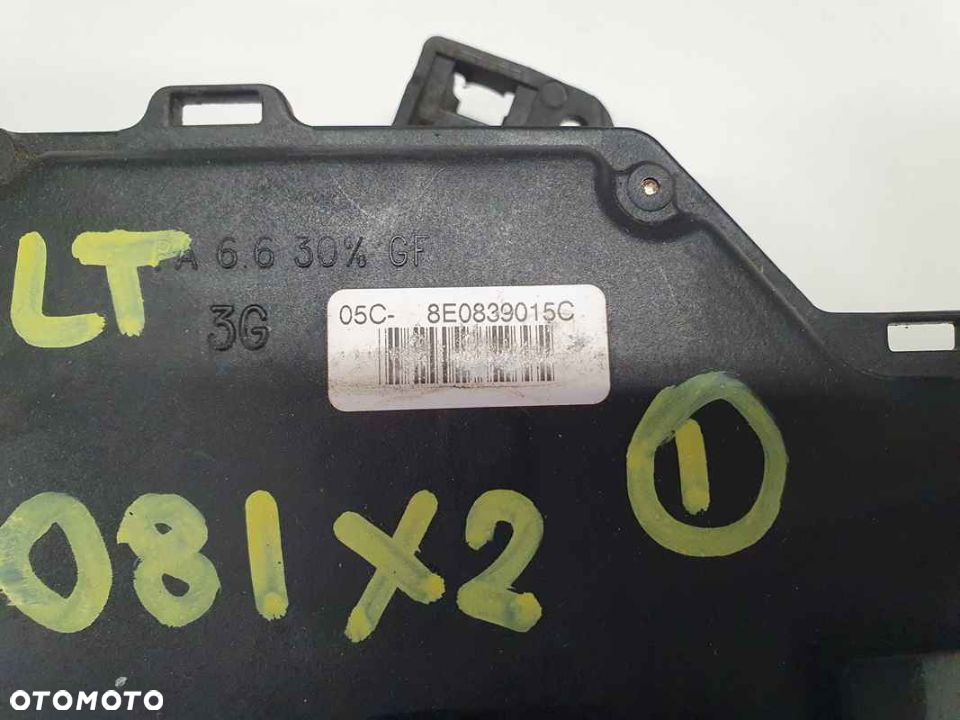 LT
PA 6.6 30% GF
3G
05C- 8E0839015C
1
081X2
OTOMOTO